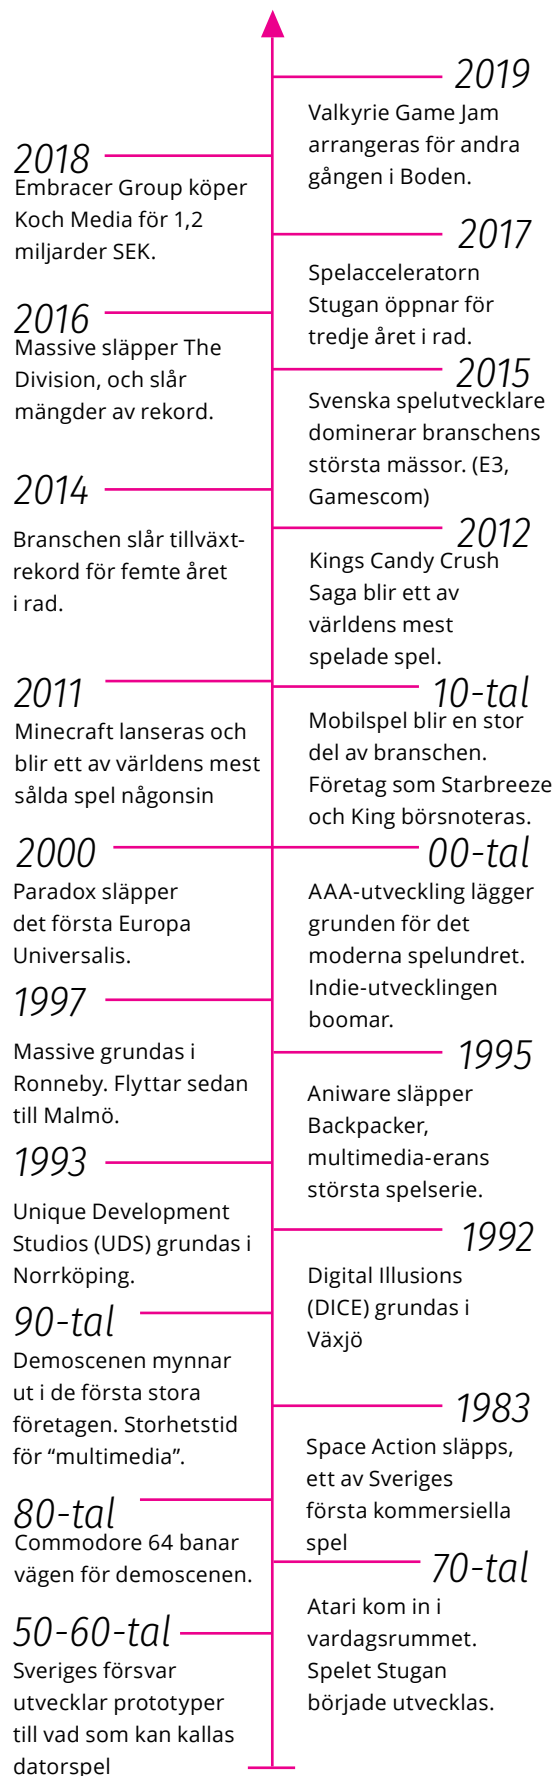 2019
Valkyrie Game Jam
arrangeras för andra
gången i Boden.
2018
Embracer Group köper
Koch Media för 1,2
miljarder SEK.
2017
Spelacceleratorn
Stugan öppnar för
tredje året i rad.
2016
Massive släpper The
Division, och slår
mängder av rekord.
2015
Svenska spelutvecklare
dominerar branschens
största mässor. (E3,
Gamescom)
2014
Branschen slår tillväxt-
rekord för femte året
i rad.
2012
Kings Candy Crush
Saga blir ett av
världens mest
spelade spel.
2011
Minecraft lanseras och
blir ett av världens mest
sålda spel någonsin
10-tal
Mobilspel blir en stor
del av branschen.
Företag som Starbreeze
och King börsnoteras.
2000
Paradox släpper
det första Europa
Universalis.
00-tal
AAA-utveckling lägger
grunden för det
moderna spelundret.
Indie-utvecklingen
boomar.
1997
Massive grundas i
Ronneby. Flyttar sedan
till Malmö.
1995
Aniware släpper
Backpacker,
multimedia-erans
största spelserie.
1993
Unique Development
Studios (UDS) grundas i
Norrköping.
1992
Digital Illusions
(DICE) grundas i
Växjö
90-tal
Demoscenen mynnar
ut i de första stora
företagen. Storhetstid
för “multimedia”.
1983
Space Action släpps,
ett av Sveriges
första kommersiella
spel
80-tal
Commodore 64 banar
vägen för demoscenen.
70-tal
Atari kom in i
vardagsrummet.
Spelet Stugan
började utvecklas.
50-60-tal
Sveriges försvar
utvecklar prototyper
till vad som kan kallas
datorspel